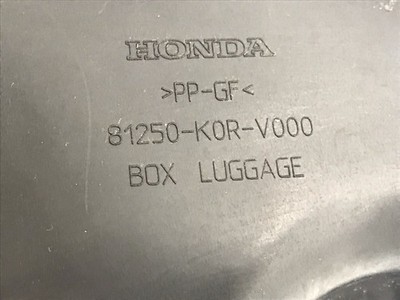 HONDA
>PP-GF<
81250-K0R-V000
BOX LUGGAGE